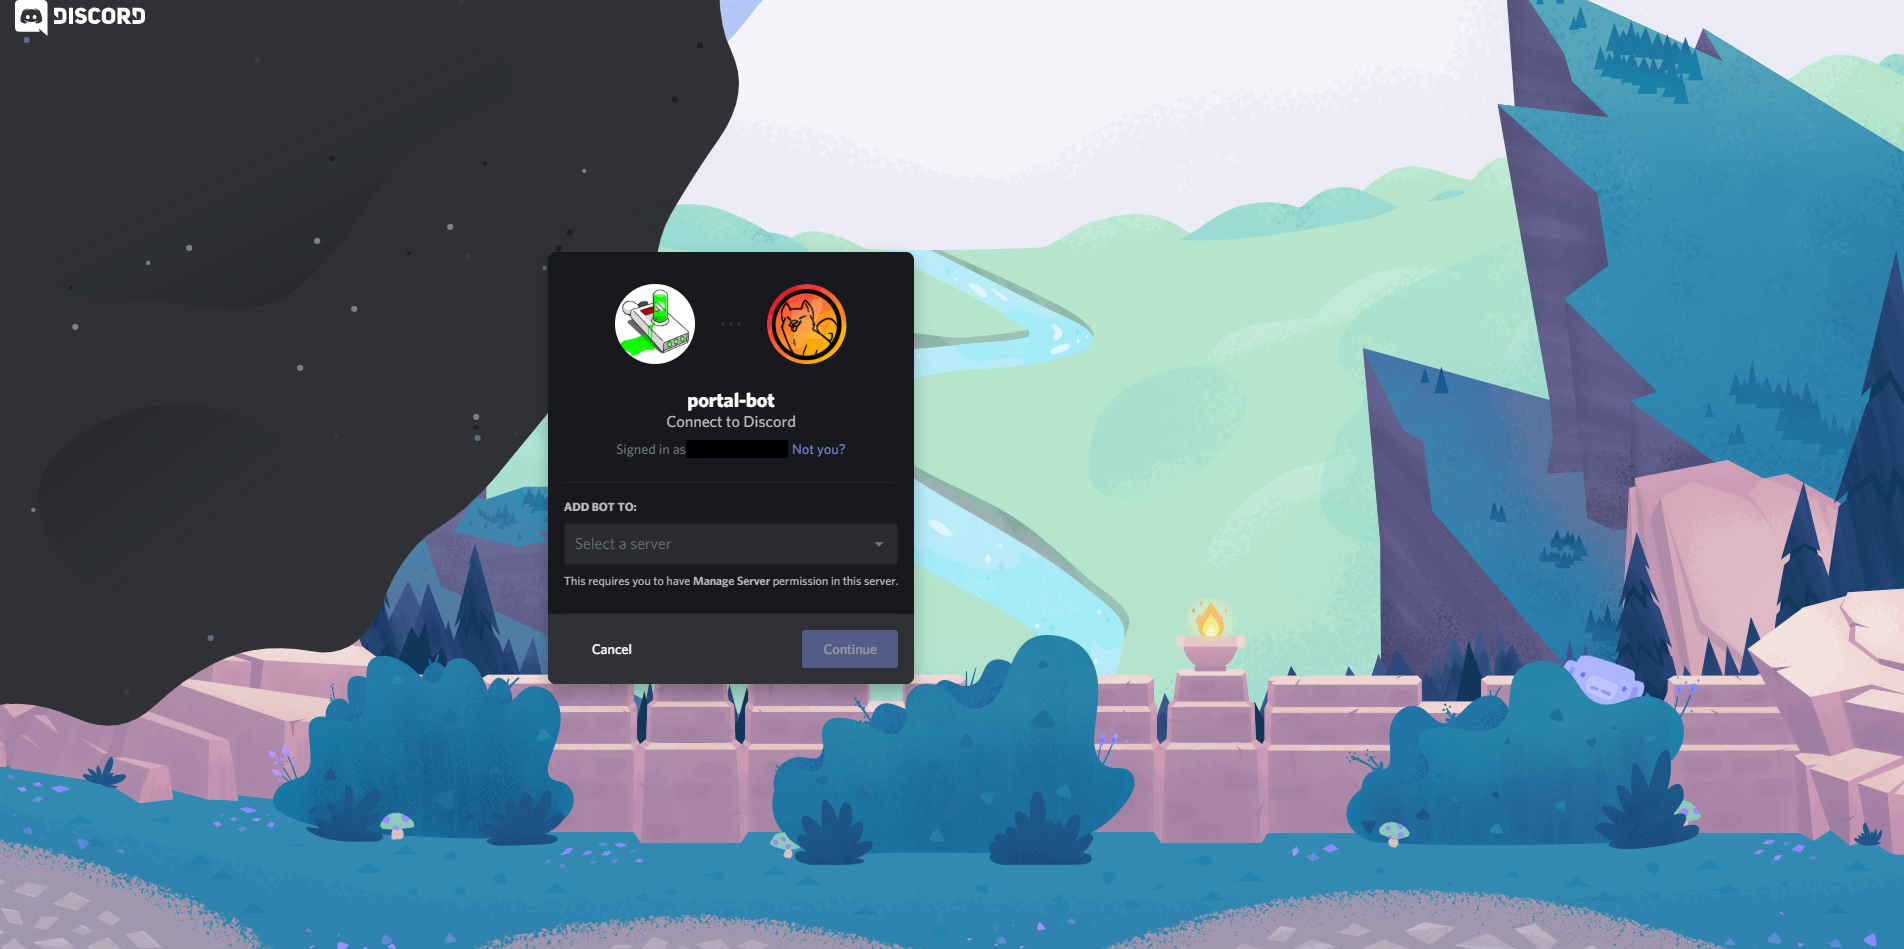 DISCORD
portal-bot
Connect to Discord
Signed in as Not you?
ADD BOT TO:
Select a server
This requires you to have Manage Server permission in this server.
Cancel
Continue